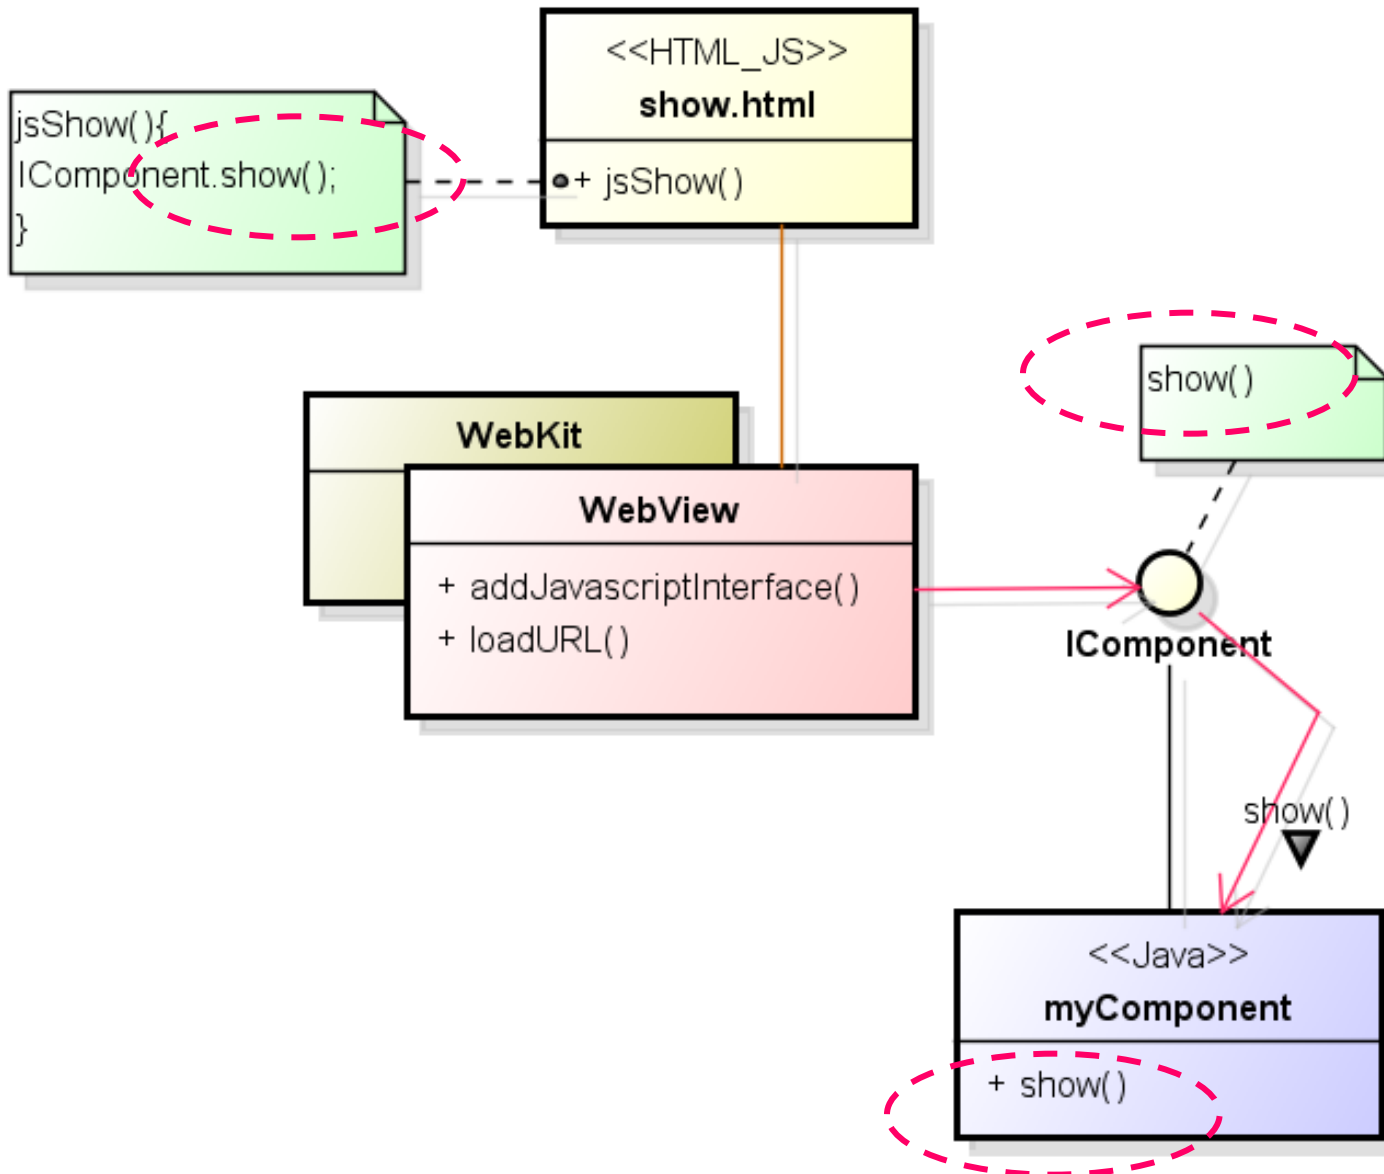 <<HTML_JS>>
show.html
+ jsShow()
jsShow(){
IComponent.show();
}
show()
WebKit
WebView
+ addJavascriptInterface()
+ loadURL()
IComponent
show()
<<Java>>
myComponent
+ show()